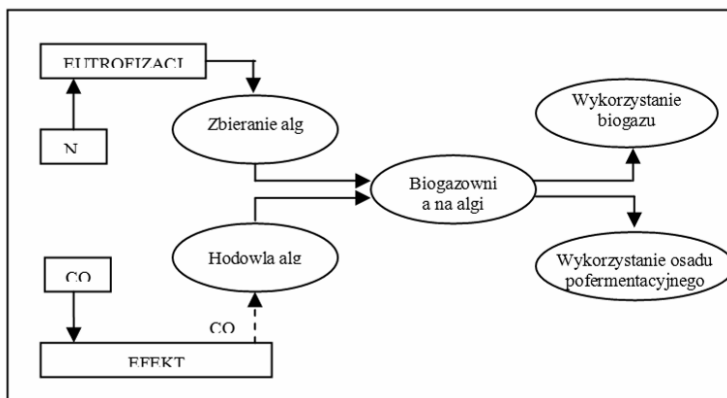 EUTROFIZACJ
N
Zbieranie alg
Wykorzystanie
biogazu
Biogazowni
a na algi
Hodowla alg
Wykorzystanie osadu
pofermentacyjnego
CO
CO
EFEKT